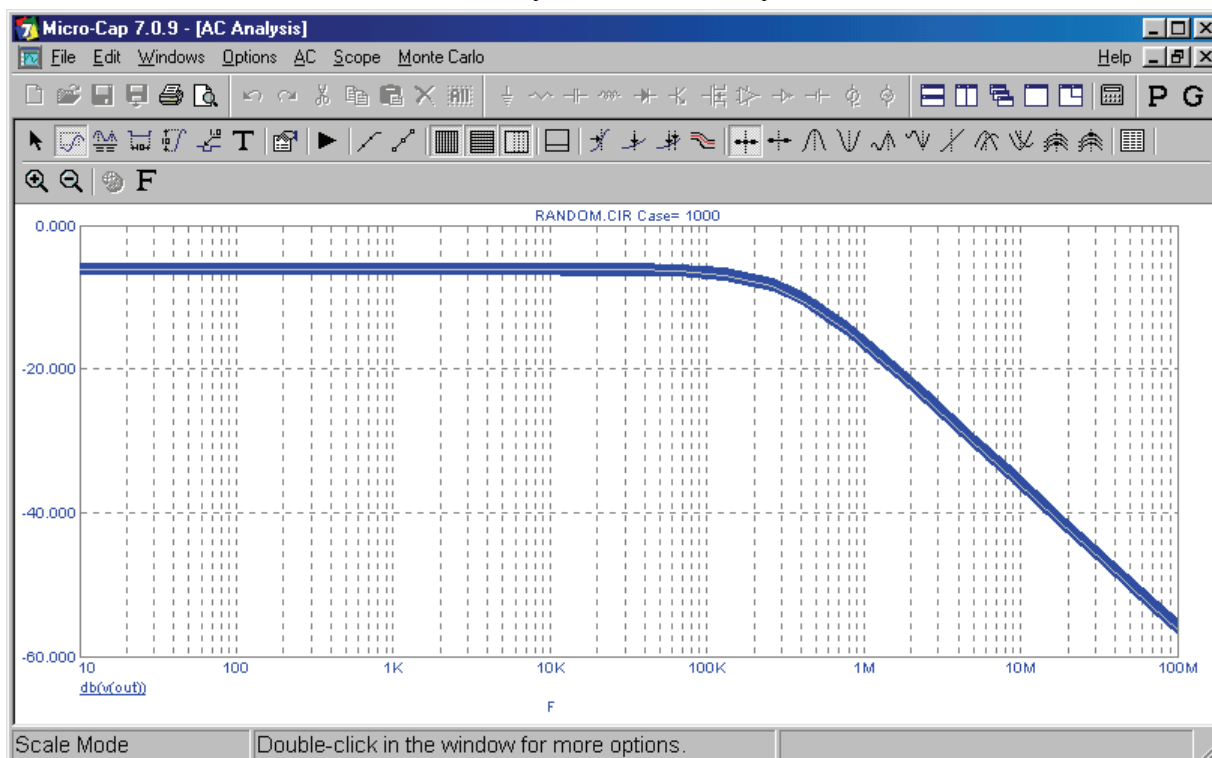 Micro-Cap 7.0.9 - [AC Analysis]
File Edit Windows Options AC Scope Monte Carlo Help
P G
T
F
RANDOM.CIR Case= 1000
0.000
-20.000
-40.000
-60.000
10 100 1K 10K 100K 1M 10M 100M
db(v(out))
F
Scale Mode Double-click in the window for more options.